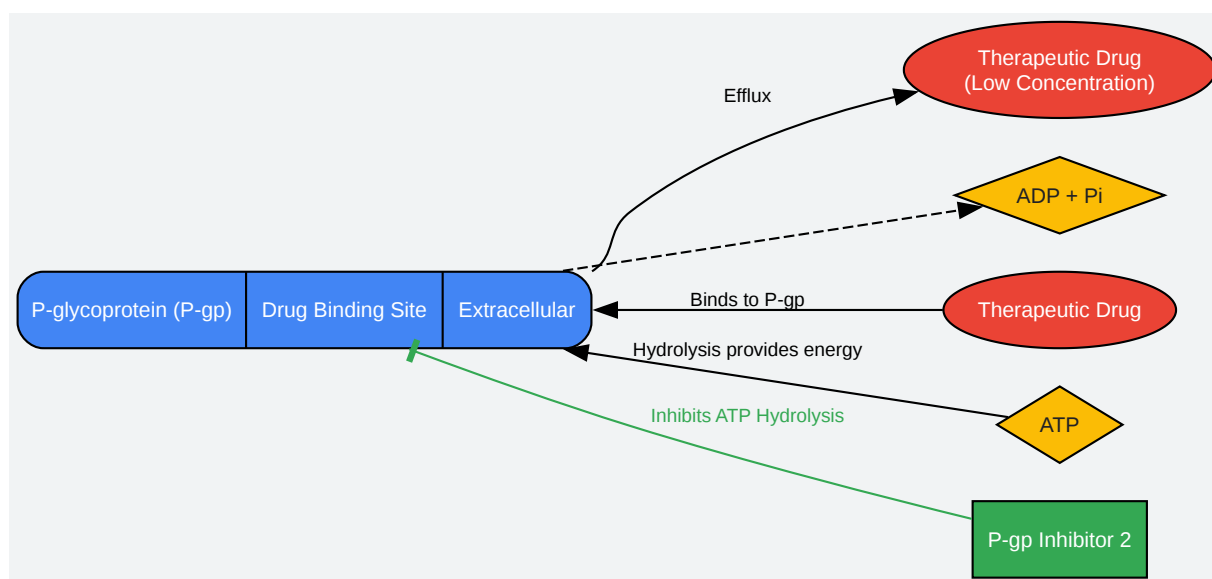 Therapeutic Drug
(Low Concentration)
Efflux
ADP + Pi
P-glycoprotein (P-gp)
Drug Binding Site
Extracellular
Binds to P-gp
Therapeutic Drug
Hydrolysis provides energy
Inhibits ATP Hydrolysis
ATP
P-gp Inhibitor 2